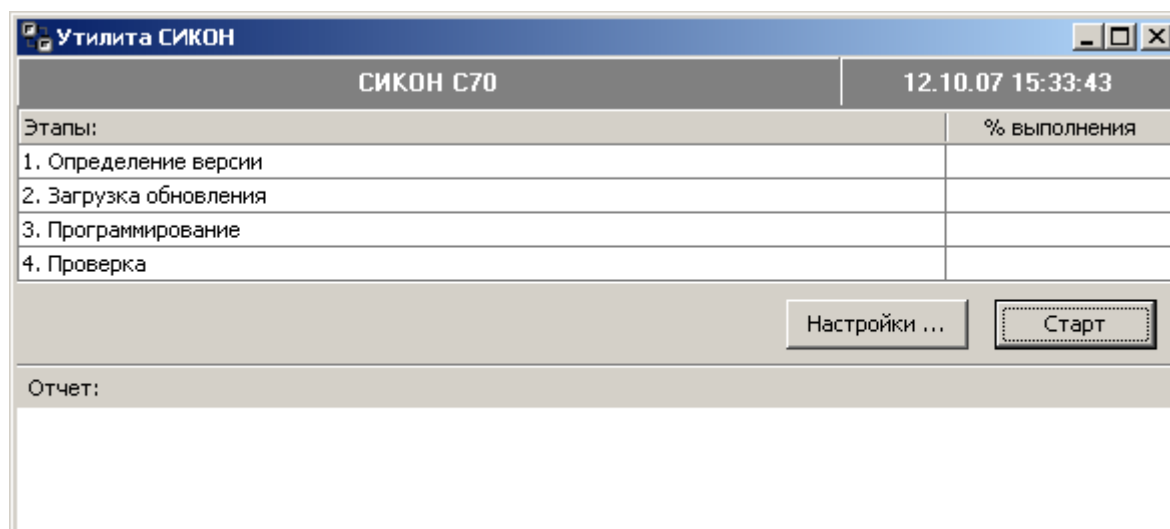 Утилита СИКОН
СИКОН С70 12.10.07 15:33:43
Этапы: % выполнения
1. Определение версии
2. Загрузка обновления
3. Программирование
4. Проверка
Настройки ... Старт
Отчет: